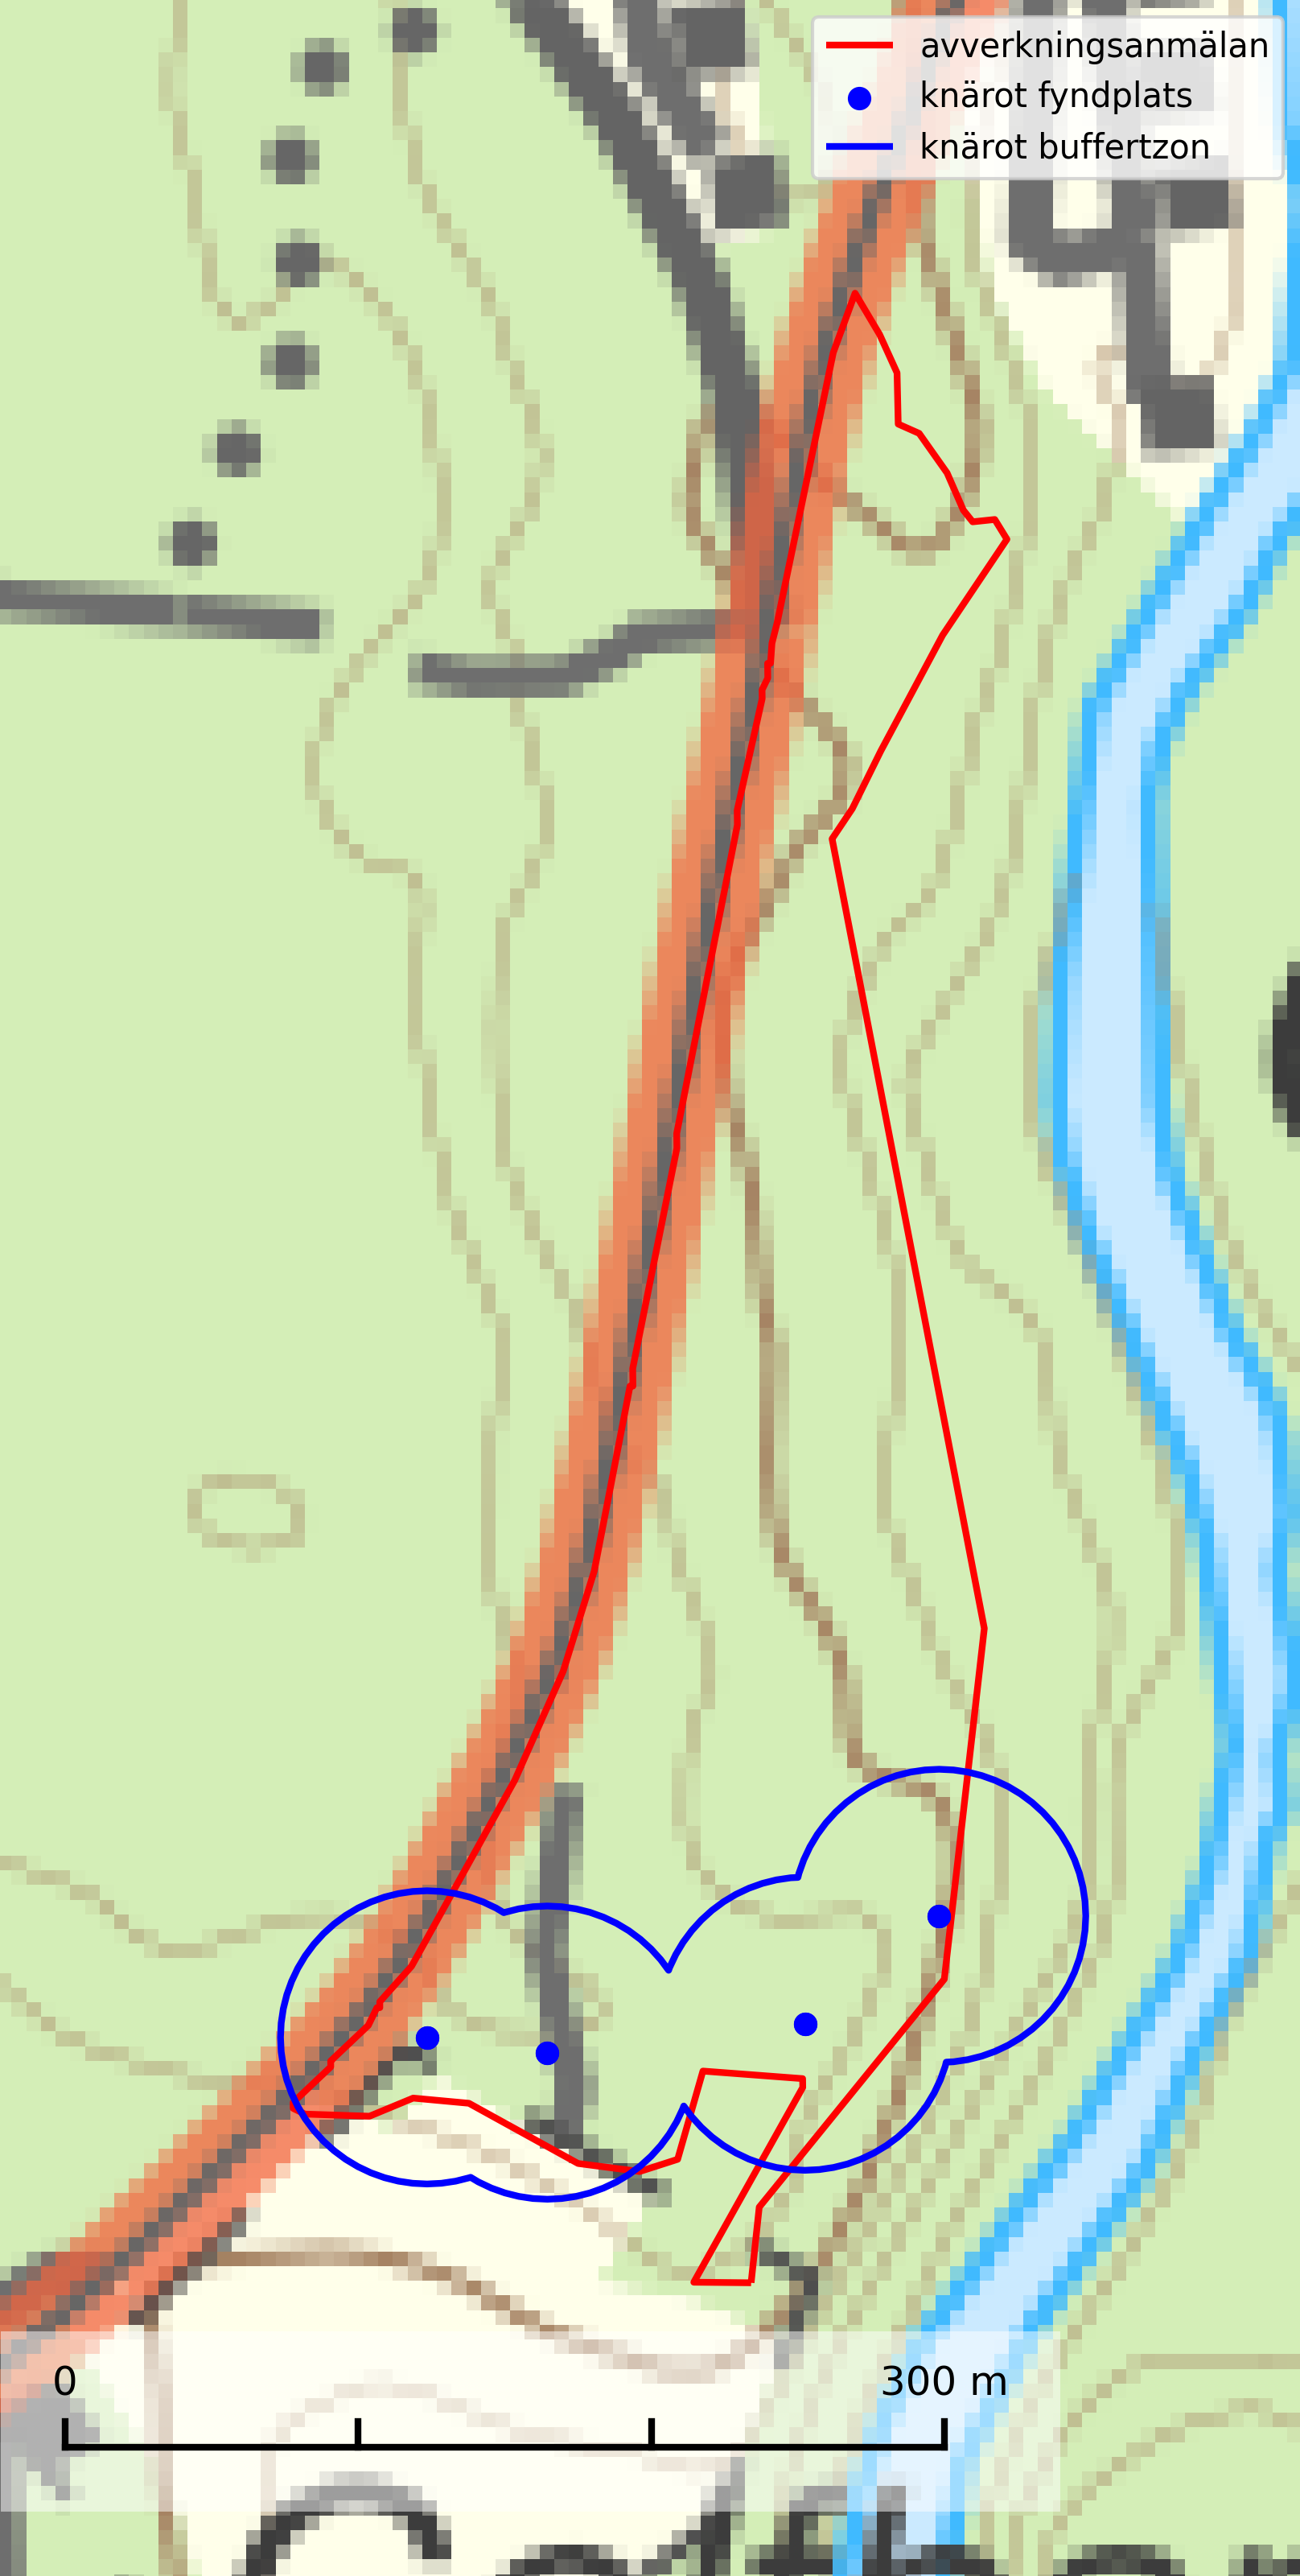 avverkningsanmälan
knärot fyndplats
knärot buffertzon
0 300 m